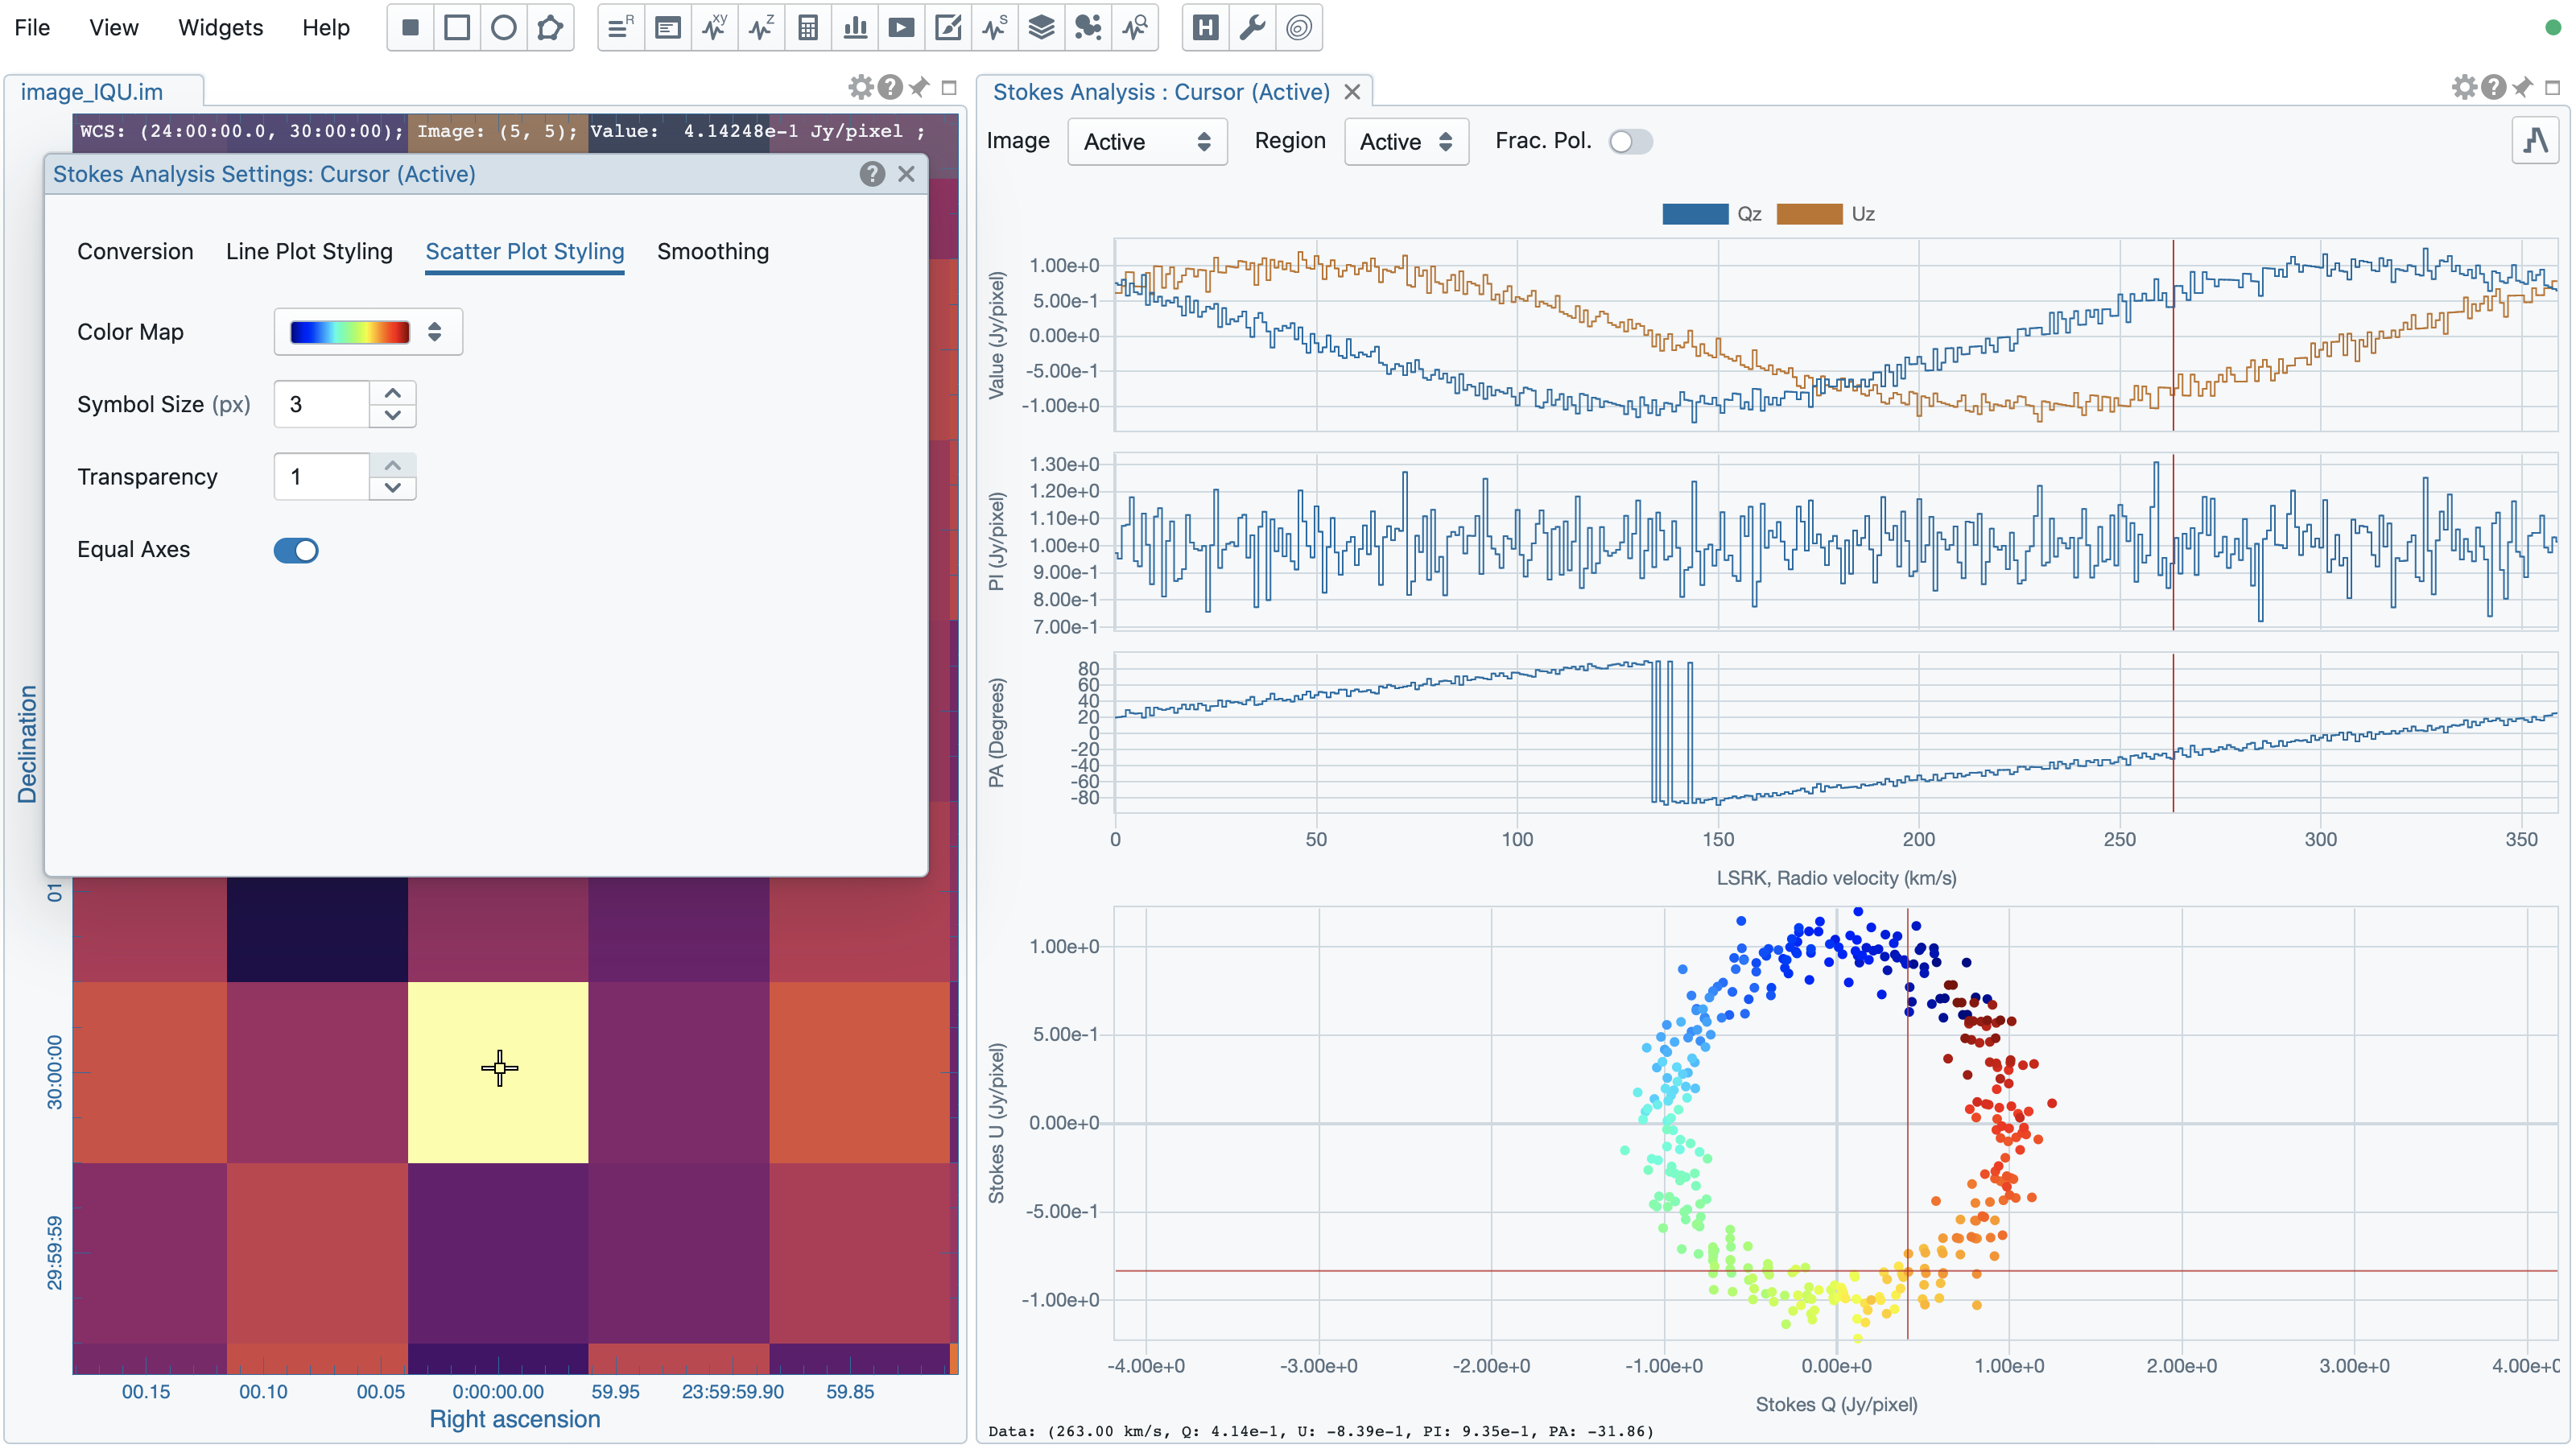 File View Widgets Help
R xy Z S H
image_IQU.im
WCS: (24:00:00.0, 30:00:00); Image: (5, 5); Value: 4.14248e-1 Jy/pixel ;
Stokes Analysis Settings: Cursor (Active)
Conversion Line Plot Styling Scatter Plot Styling Smoothing
Color Map
Symbol Size (px) 3
Transparency 1
Equal Axes
Declination
01
30:00:00
29:59:59
00.15 00.10 00.05 0:00:00.00 59.95 23:59:59.90 59.85
Right ascension
Stokes Analysis : Cursor (Active)
Image Active Region Active Frac. Pol.
Qz Uz
Value (Jy/pixel)
1.00e+0
5.00e-1
0.00e+0
-5.00e-1
-1.00e+0
PI (Jy/pixel)
1.30e+0
1.20e+0
1.10e+0
1.00e+0
9.00e-1
8.00e-1
7.00e-1
PA (Degrees)
80
60
40
20
0
-20
-40
-60
-80
0 50 100 150 200 250 300 350
LSRK, Radio velocity (km/s)
Stokes U (Jy/pixel)
1.00e+0
5.00e-1
0.00e+0
-5.00e-1
-1.00e+0
-4.00e+0 -3.00e+0 -2.00e+0 -1.00e+0 0.00e+0 1.00e+0 2.00e+0 3.00e+0 4.00e+0
Stokes Q (Jy/pixel)
Data: (263.00 km/s, Q: 4.14e-1, U: -8.39e-1, PI: 9.35e-1, PA: -31.86)